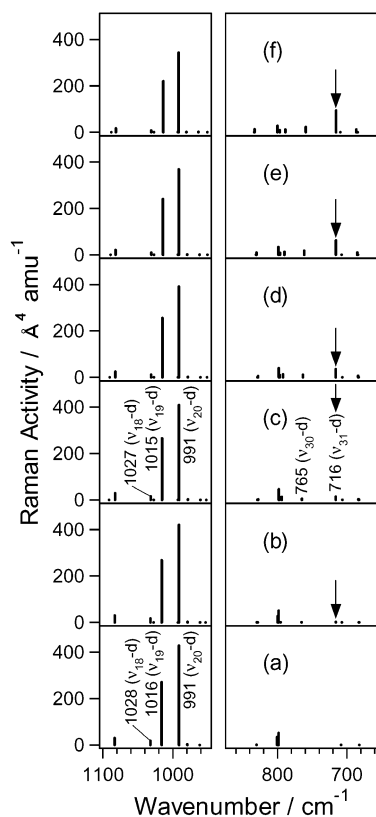 Raman Activity / Å⁴ amu⁻¹
400
200
0
(f)
400
200
0
(e)
400
200
0
(d)
400
200
0
1027 (ν₁₈-d)
1015 (ν₁₉-d)
991 (ν₂₀-d)
(c)
765 (ν₃₀-d)
716 (ν₃₁-d)
400
200
0
(b)
400
200
0
1028 (ν₁₈-d)
1016 (ν₁₉-d)
991 (ν₂₀-d)
(a)
1100 1000 800 700
Wavenumber / cm⁻¹